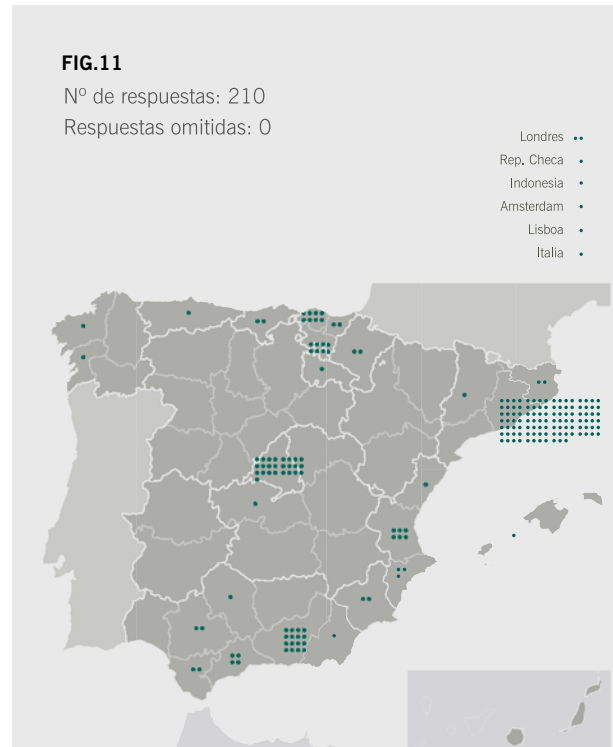 FIG.11
Nº de respuestas: 210
Respuestas omitidas: 0
Londres
Rep. Checa
Indonesia
Amsterdam
Lisboa
Italia